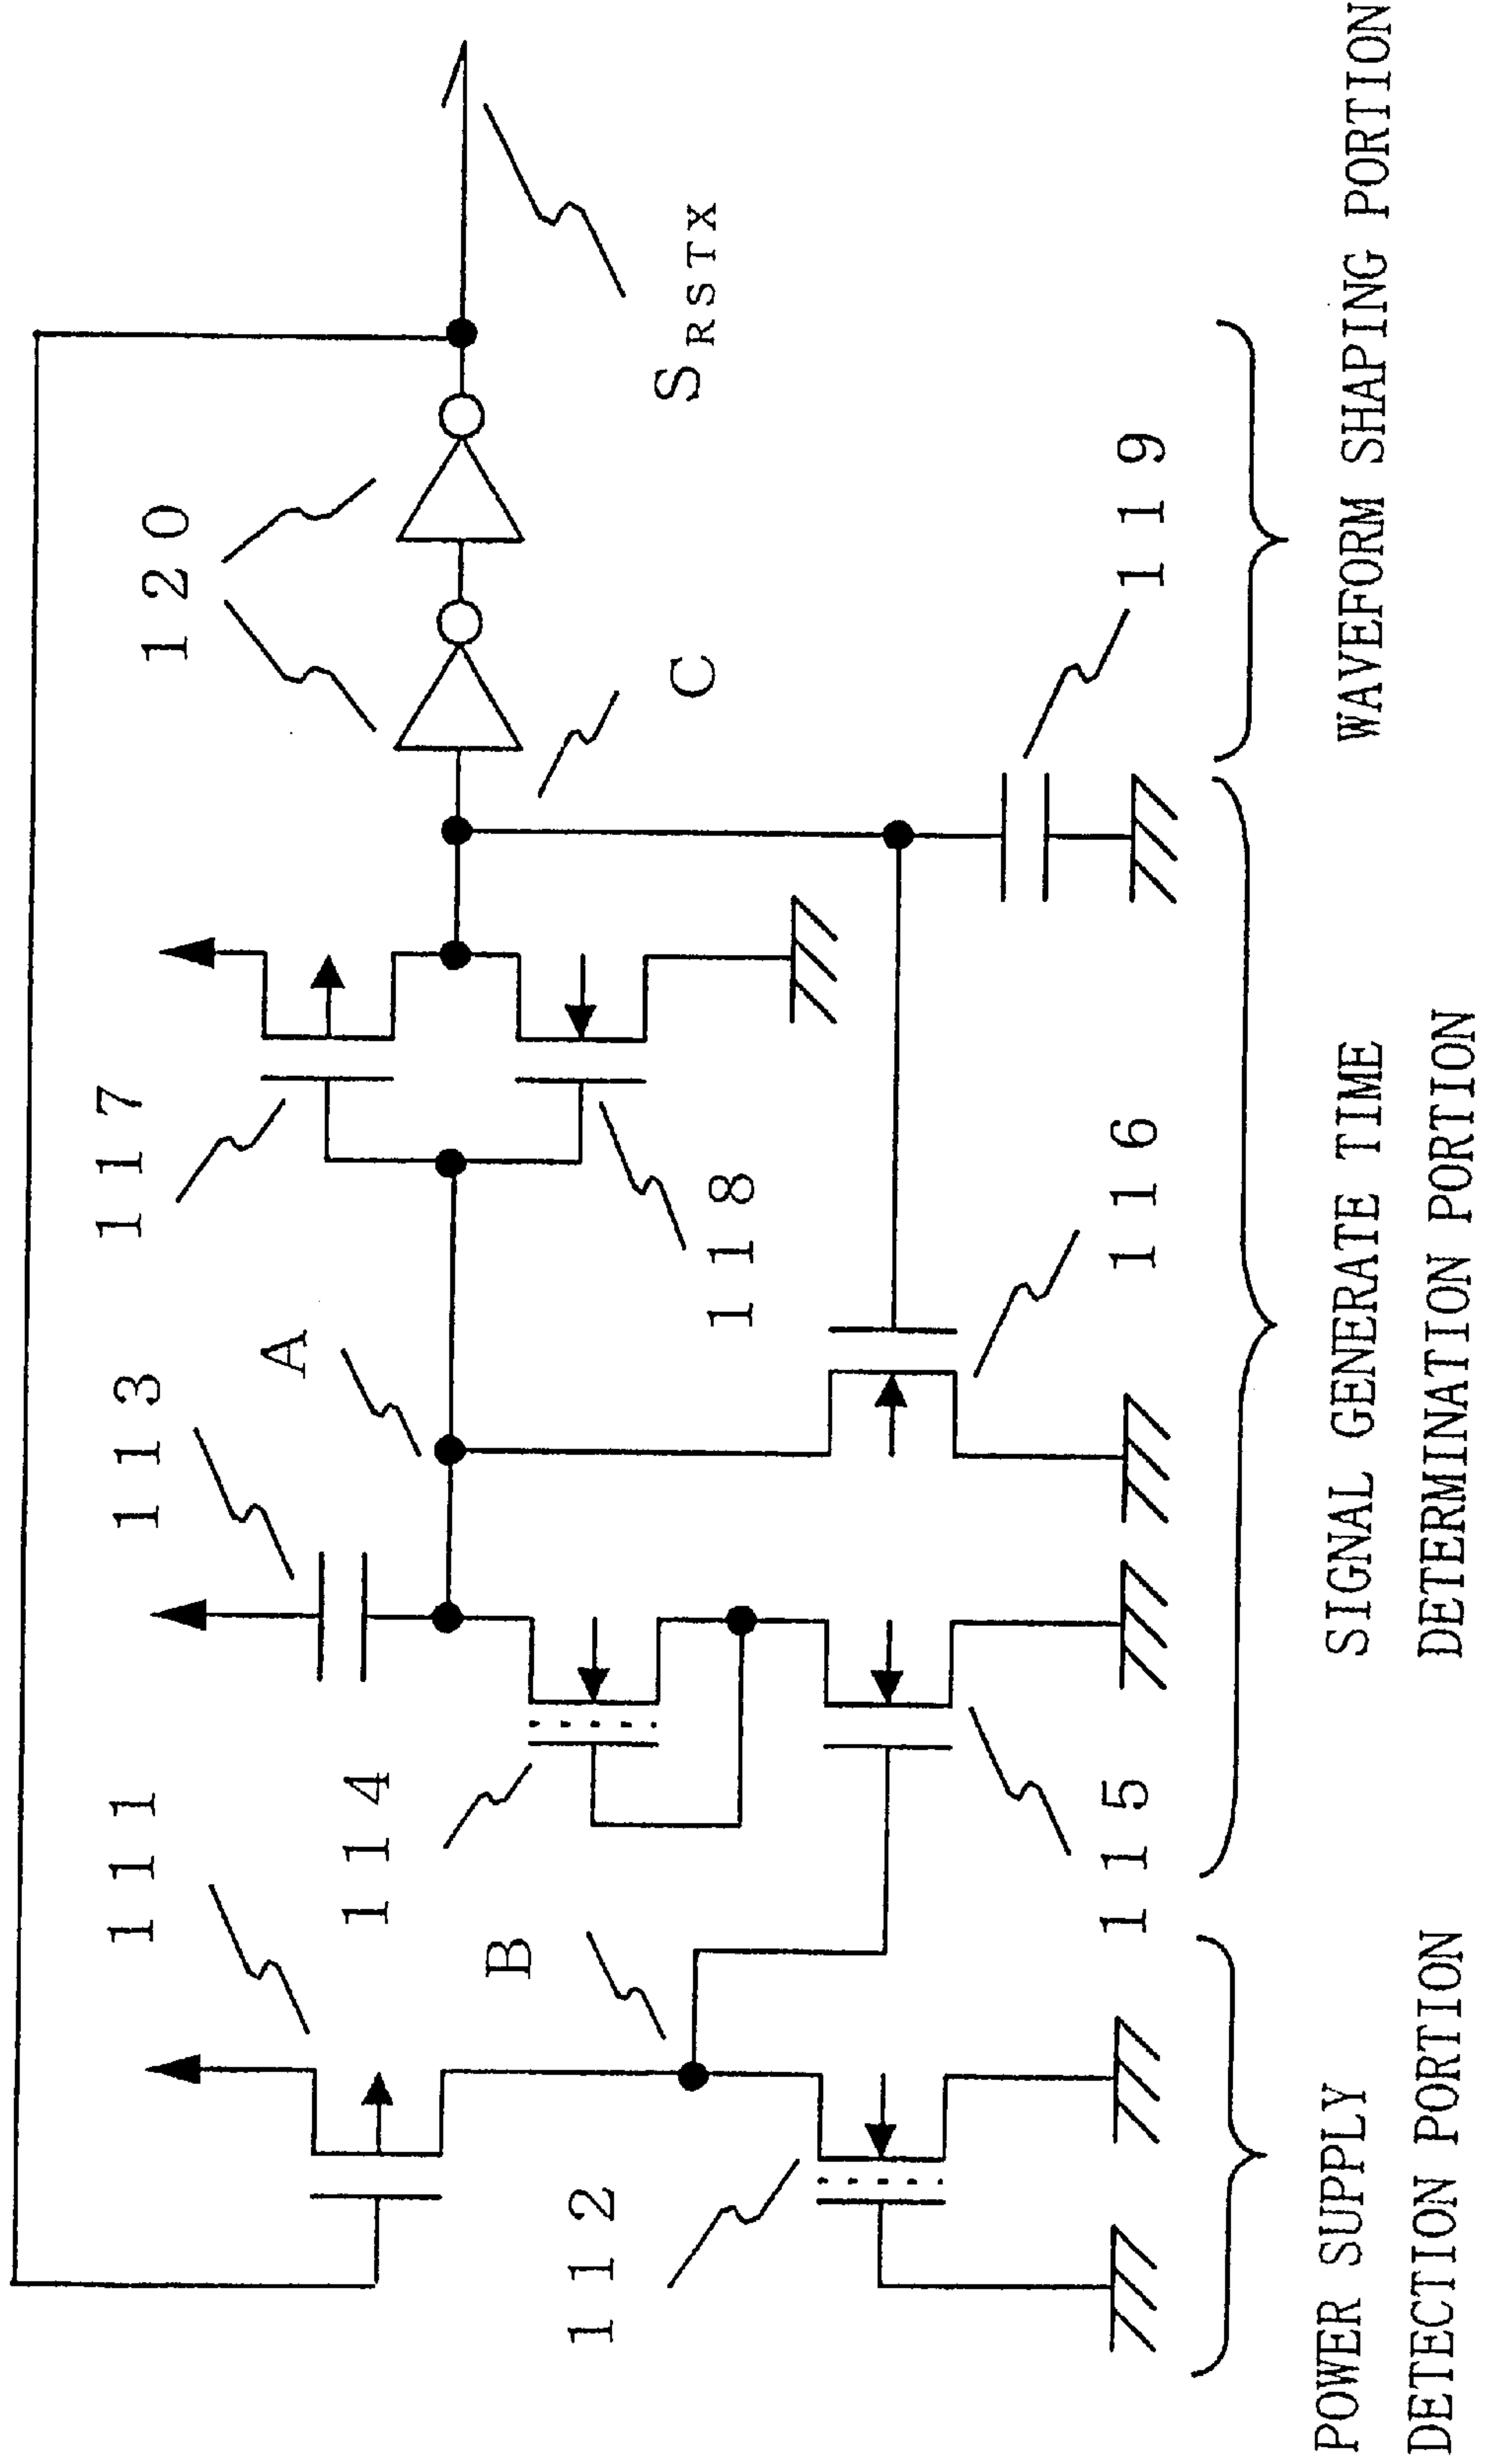 111
112
B
113
114
A
115
116
117
118
C
119
120
SRSTX
POWER SUPPLY
DETECTION PORTION
SIGNAL GENERATE TIME
DETERMINATION PORTION
WAVEFORM SHAPING PORTION